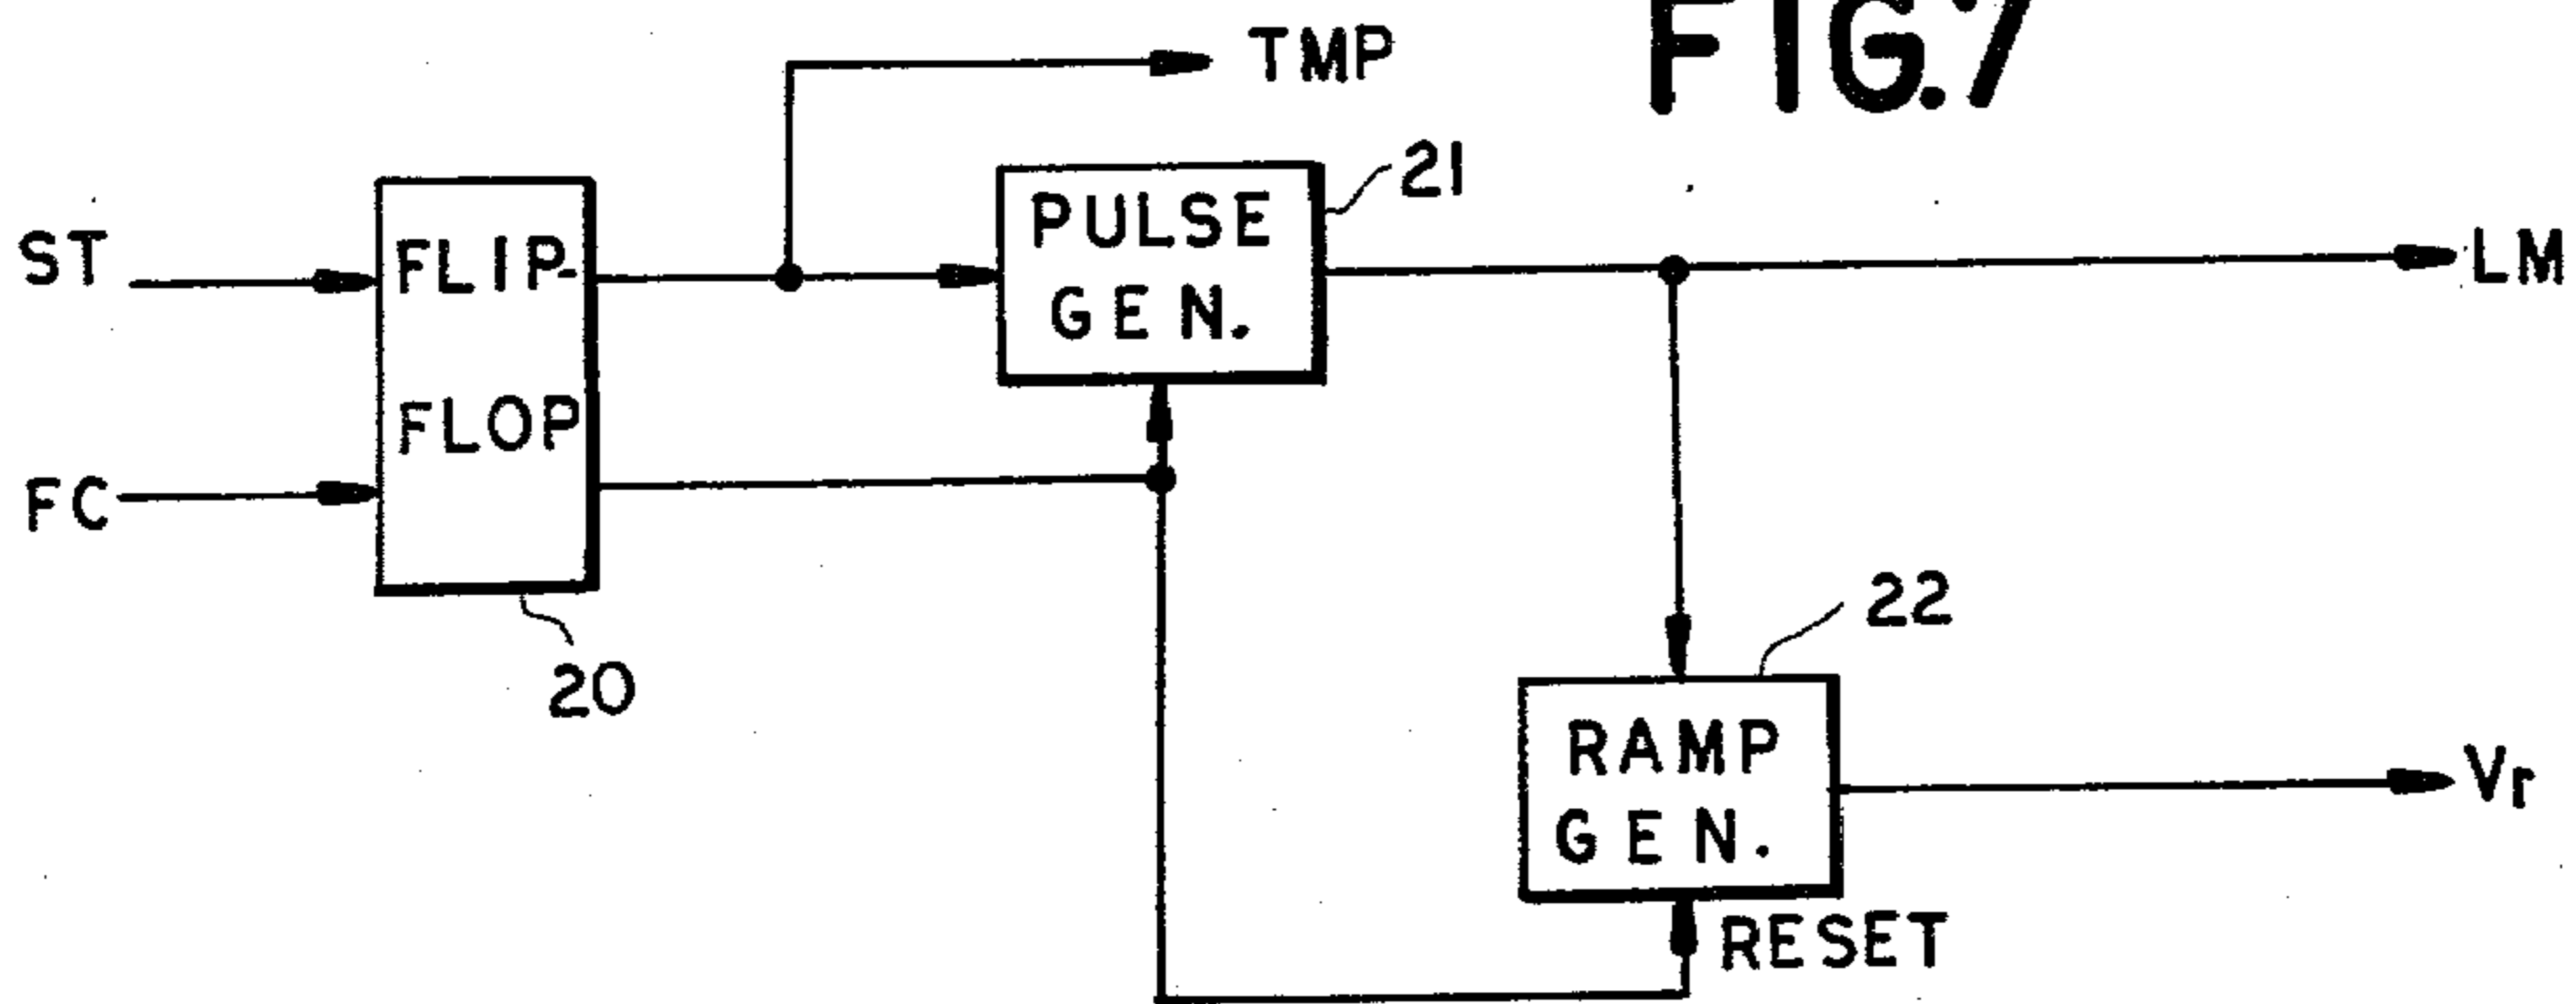 FIG.7
TMP
21
PULSE
GEN.
ST
FLIP-
FLOP
LM
FC
20
22
RAMP
GEN.
Vr
RESET